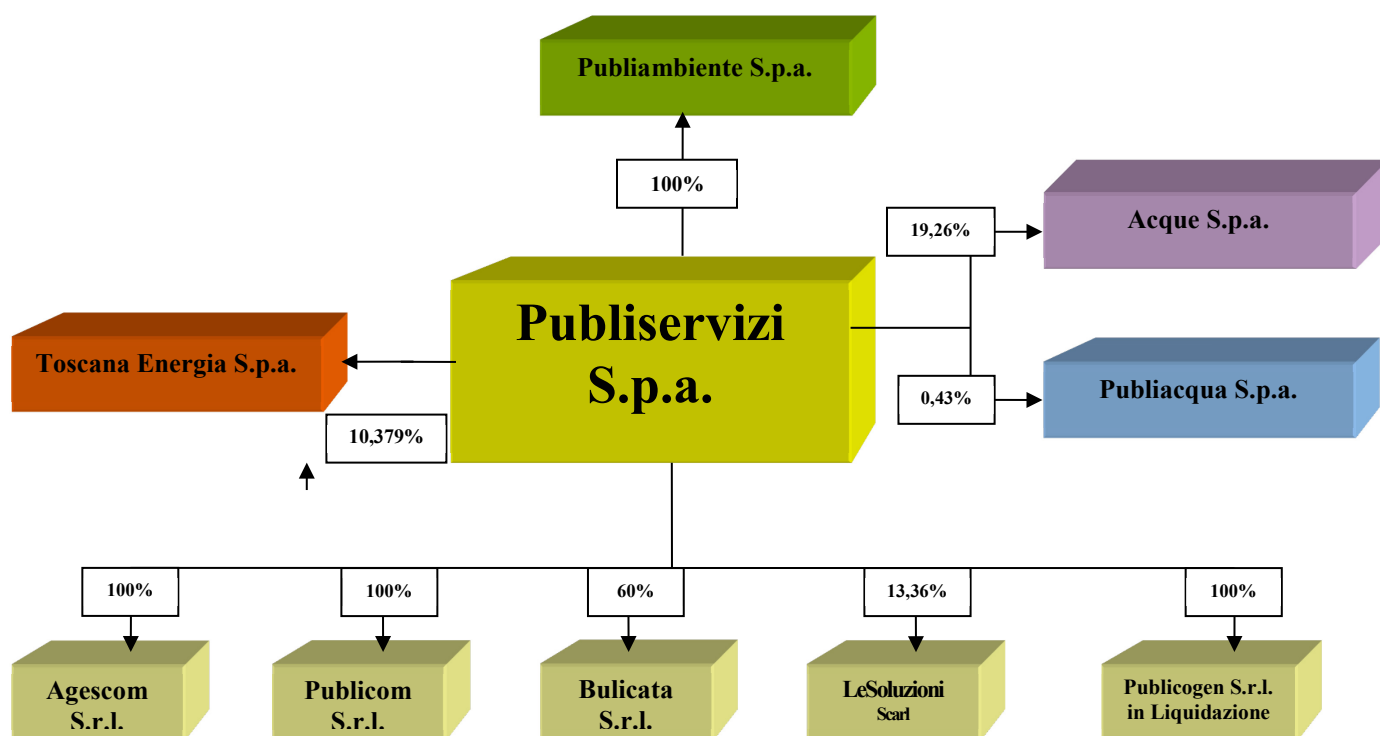 Publiambiente S.p.a.
100%
19,26%
Acque S.p.a.
Publiservizi
S.p.a.
Toscana Energia S.p.a.
10,379%
0,43%
Publiacqua S.p.a.
100%
100%
60%
13,36%
100%
Agescom
S.r.l.
Publicom
S.r.l.
Bulicata
S.r.l.
LeSoluzioni
Scarl
Publicogen S.r.l.
in Liquidazione